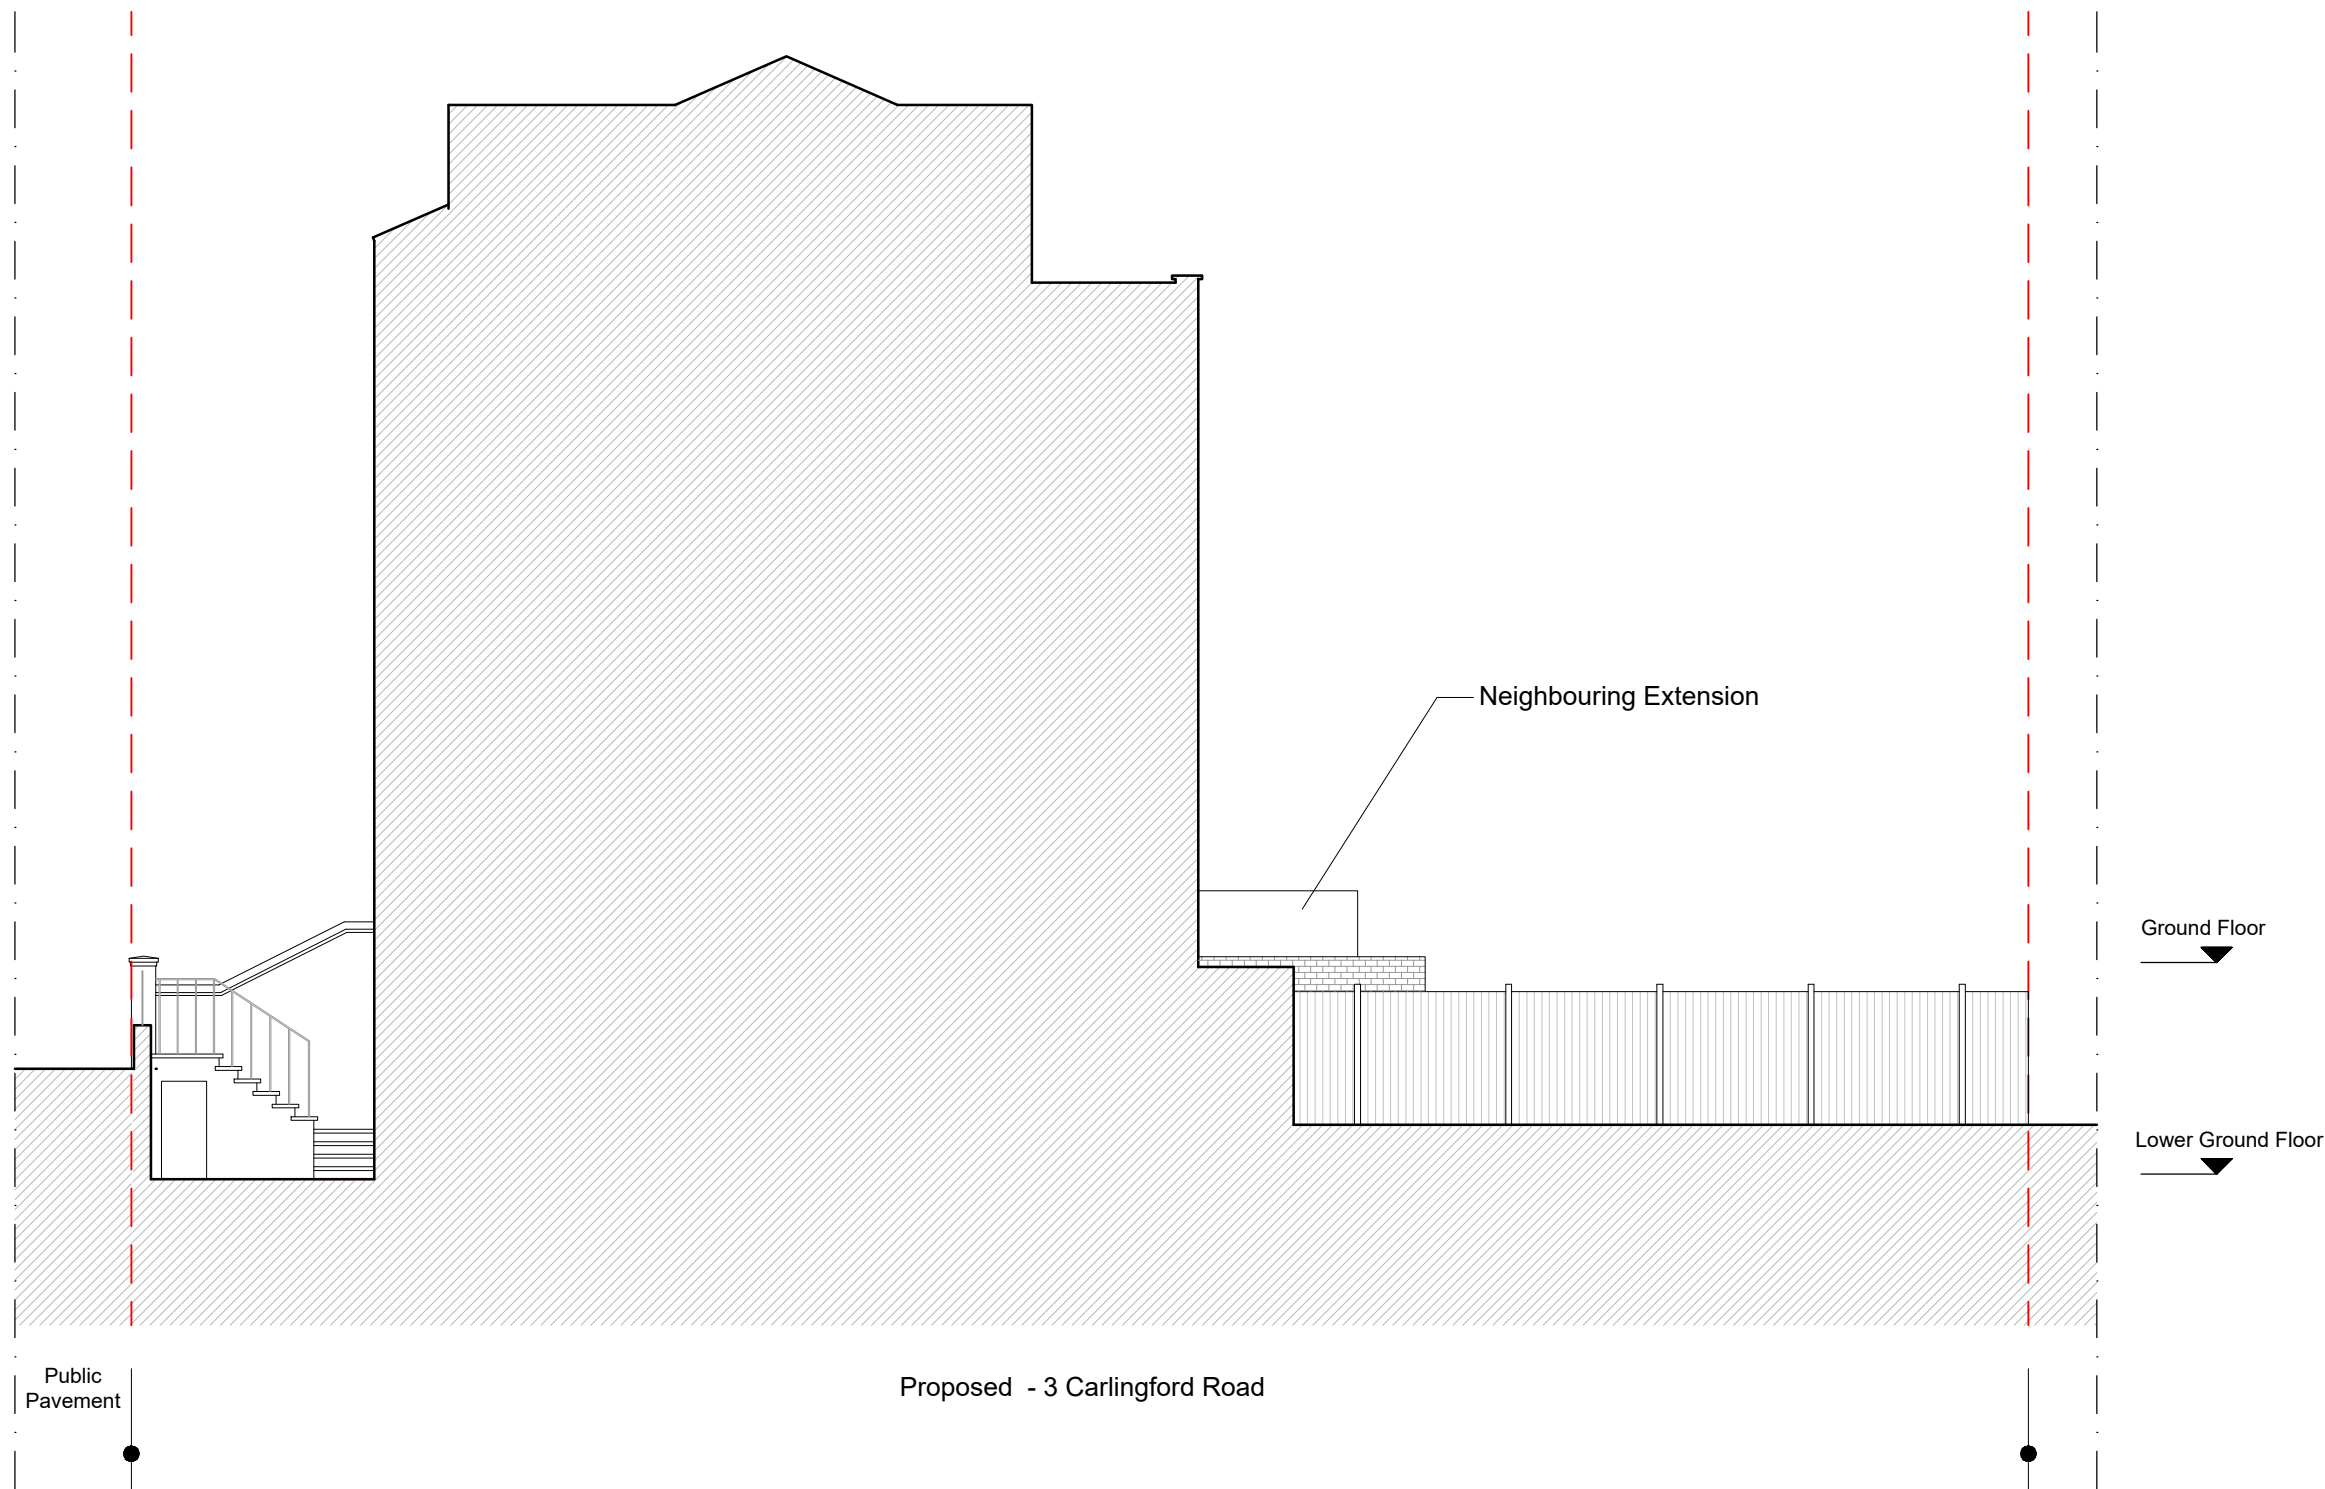 Neighbouring Extension
Ground Floor
Lower Ground Floor
Public
Pavement
Proposed  - 3 Carlingford Road